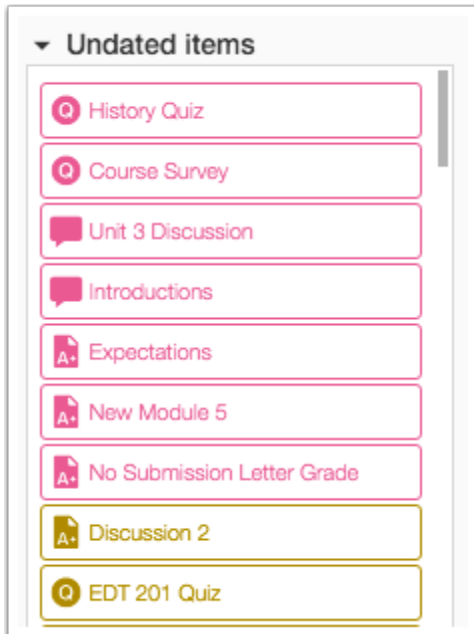 Undated items
Q History Quiz
Q Course Survey
Unit 3 Discussion
Introductions
A+ Expectations
A+ New Module 5
A+ No Submission Letter Grade
A+ Discussion 2
Q EDT 201 Quiz